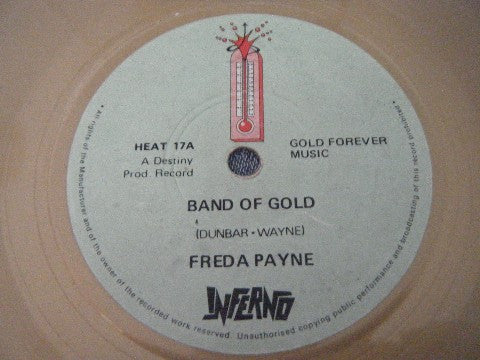 HEAT 17A
A Destiny
Prod. Record
GOLD FOREVER
MUSIC
BAND OF GOLD
(DUNBAR • WAYNE)
FREDA PAYNE
INFERNO
• All rights of the Manufacturer and of the owner of the recorded work reserved. Unauthorised copying public performance and broadcasting of this record prohibited •